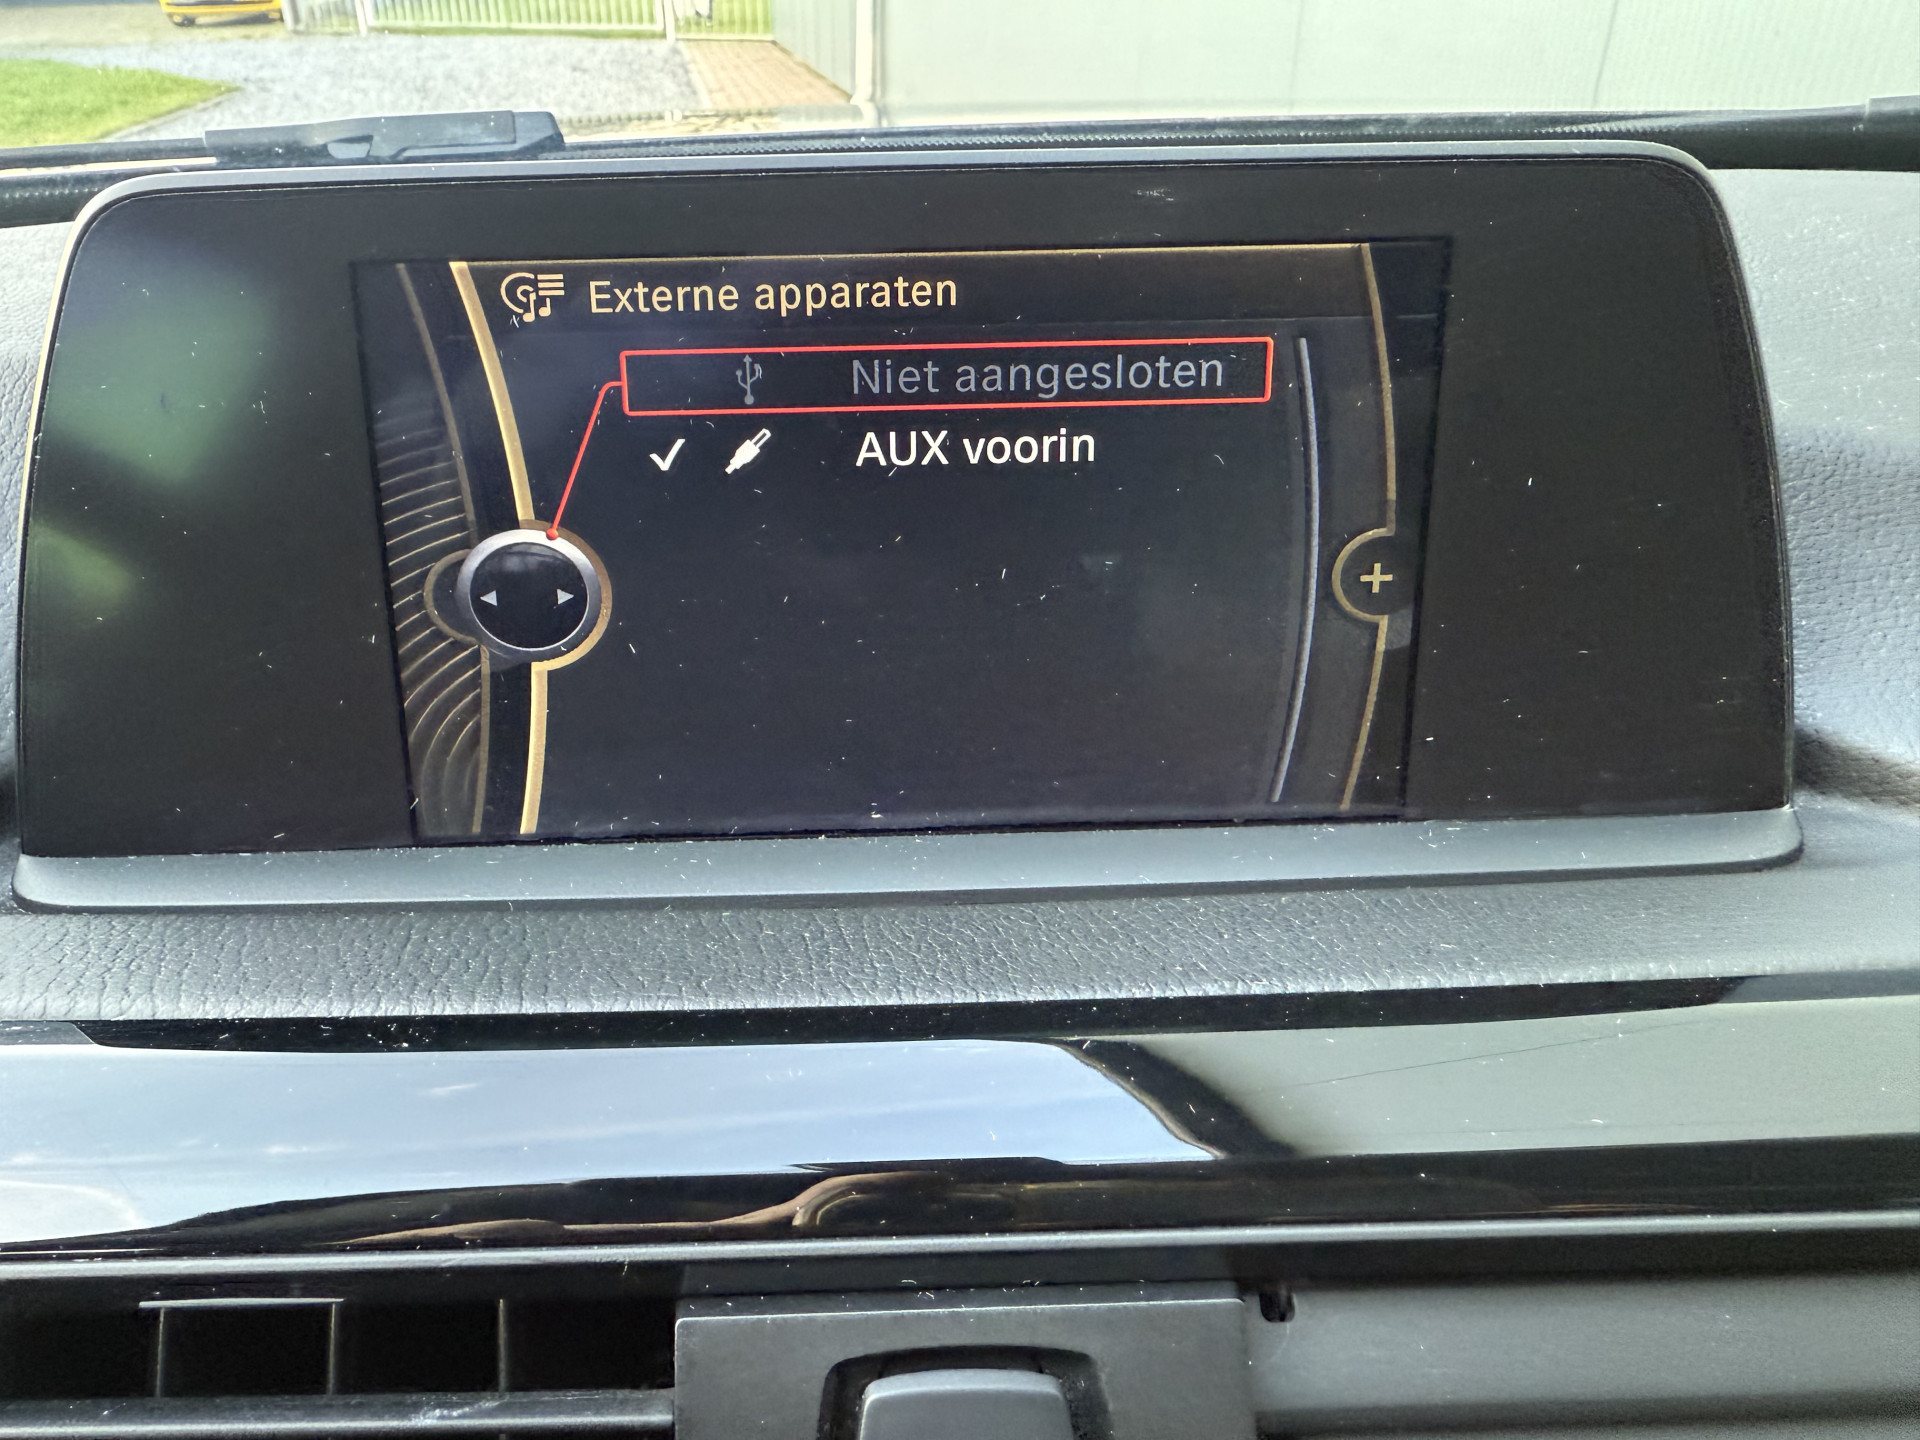 Externe apparaten
Niet aangesloten
AUX voorin